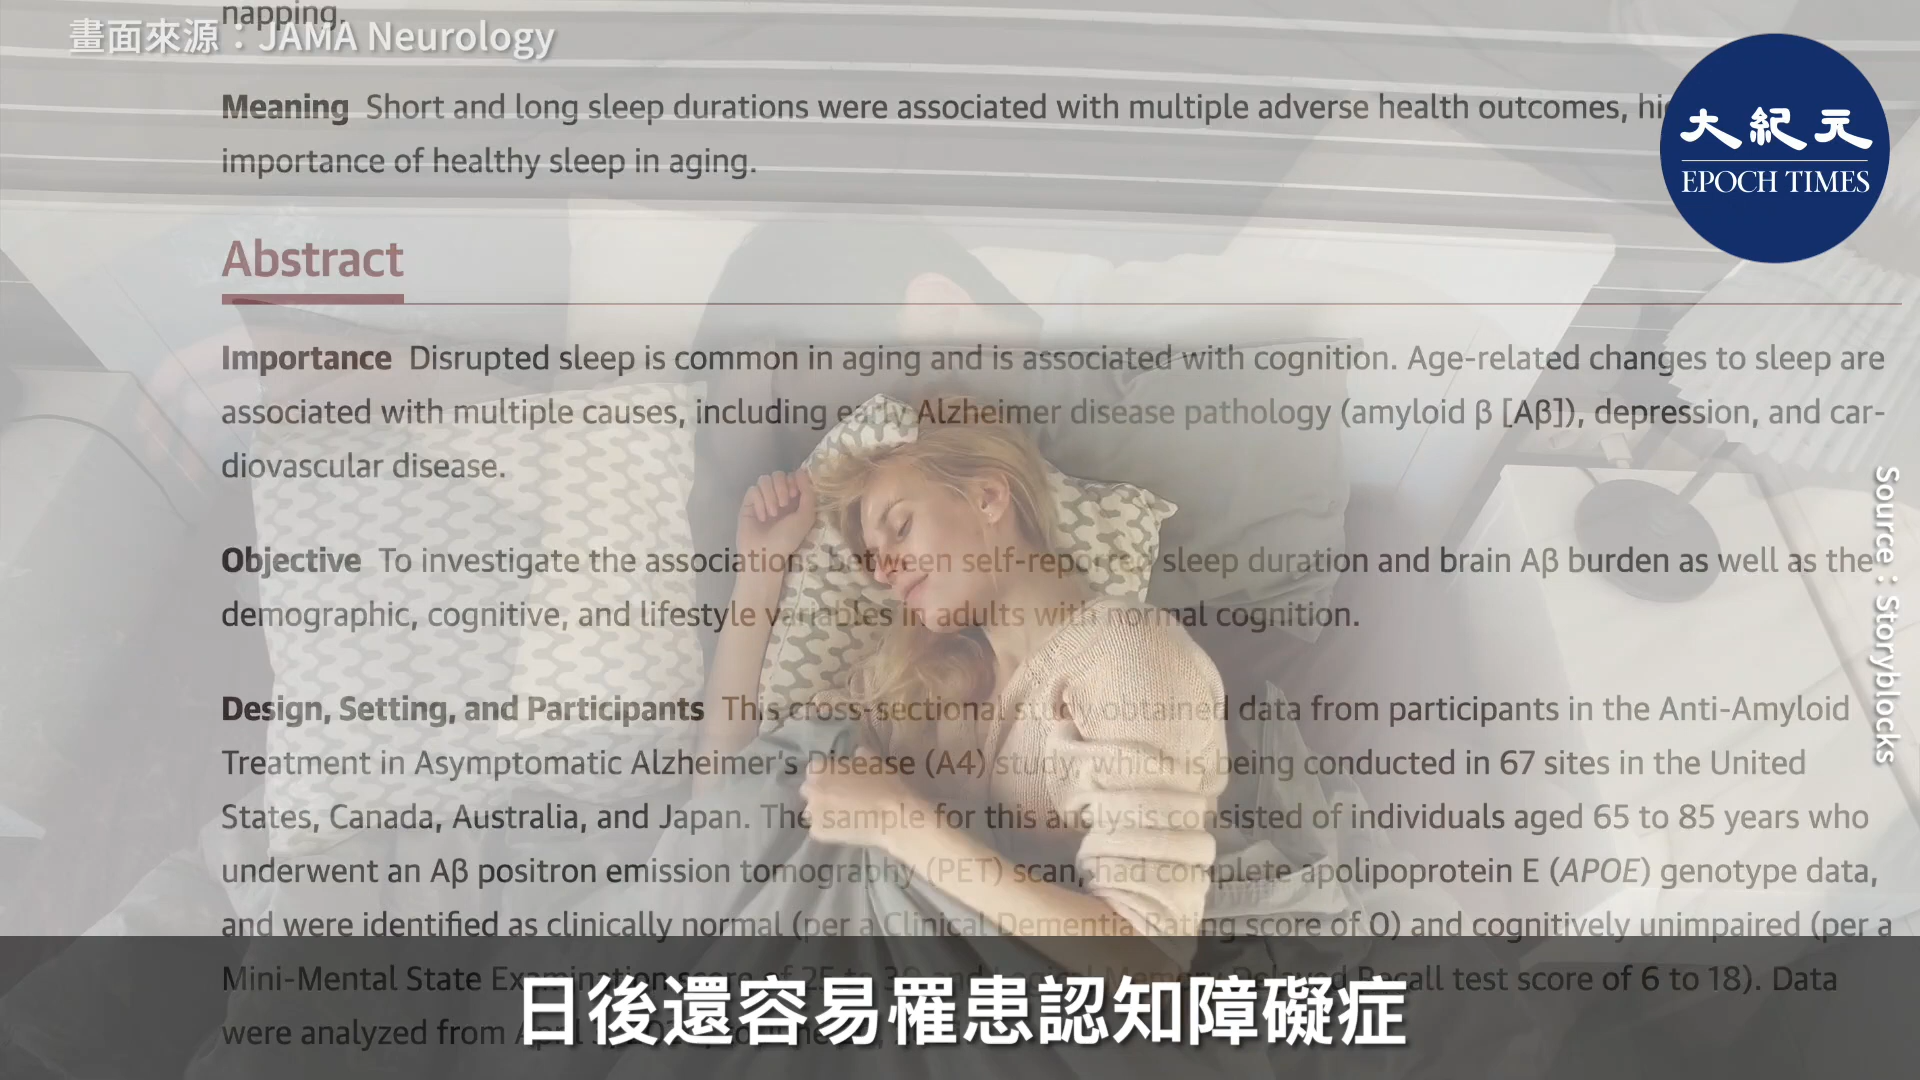 napping.
畫面來源：JAMA Neurology
Meaning Short and long sleep durations were associated with multiple adverse health outcomes,
importance of healthy sleep in aging.
大紀元
EPOCH TIMES
Abstract
Importance Disrupted sleep is common in aging and is associated with cognition. Age-related changes to sleep are
associated with multiple causes, including early Alzheimer disease pathology (amyloid β [Aβ]), depression, and car-
diovascular disease.
Objective To investigate the associations between self-reported sleep duration and brain Aβ burden as well as the
demographic, cognitive, and lifestyle variables in adults with normal cognition.
Design, Setting, and Participants This cross-sectional study obtained data from participants in the Anti-Amyloid
Treatment in Asymptomatic Alzheimer's Disease (A4) study, which is being conducted in 67 sites in the United
States, Canada, Australia, and Japan. The sample for this analysis consisted of individuals aged 65 to 85 years who
underwent an Aβ positron emission tomography (PET) scan, had complete apolipoprotein E (APOE) genotype data,
and were identified as clinically normal (per a Clinical Dementia Rating score of 0) and cognitively unimpaired (per a
Mini-Mental State Recall test score of 6 to 18). Data
were analyzed from
日後還容易罹患認知障礙症
Source：Storyblocks